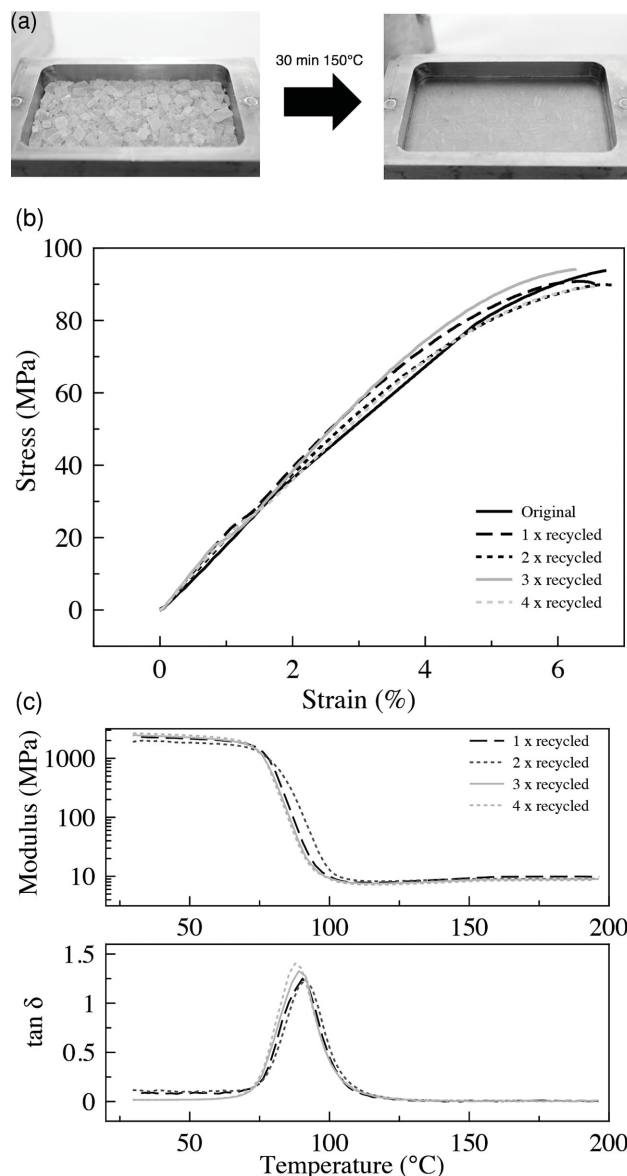 (a)
30 min 150°C
(b)
100
80
60
40
20
0
Stress (MPa)
Original
1 x recycled
2 x recycled
3 x recycled
4 x recycled
0 2 4 6
Strain (%)
(c)
1000
100
10
Modulus (MPa)
1 x recycled
2 x recycled
3 x recycled
4 x recycled
50 100 150 200
1.5
1
0.5
0
tan δ
50 100 150 200
Temperature (°C)